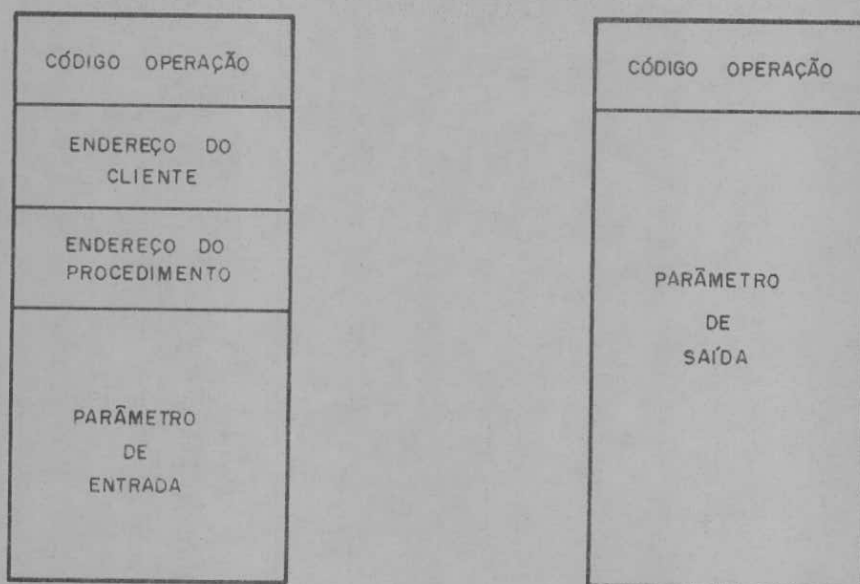 CÓDIGO OPERAÇÃO
ENDEREÇO DO
CLIENTE
ENDEREÇO DO
PROCEDIMENTO
PARÂMETRO
DE
ENTRADA
CÓDIGO OPERAÇÃO
PARÂMETRO
DE
SAÍDA